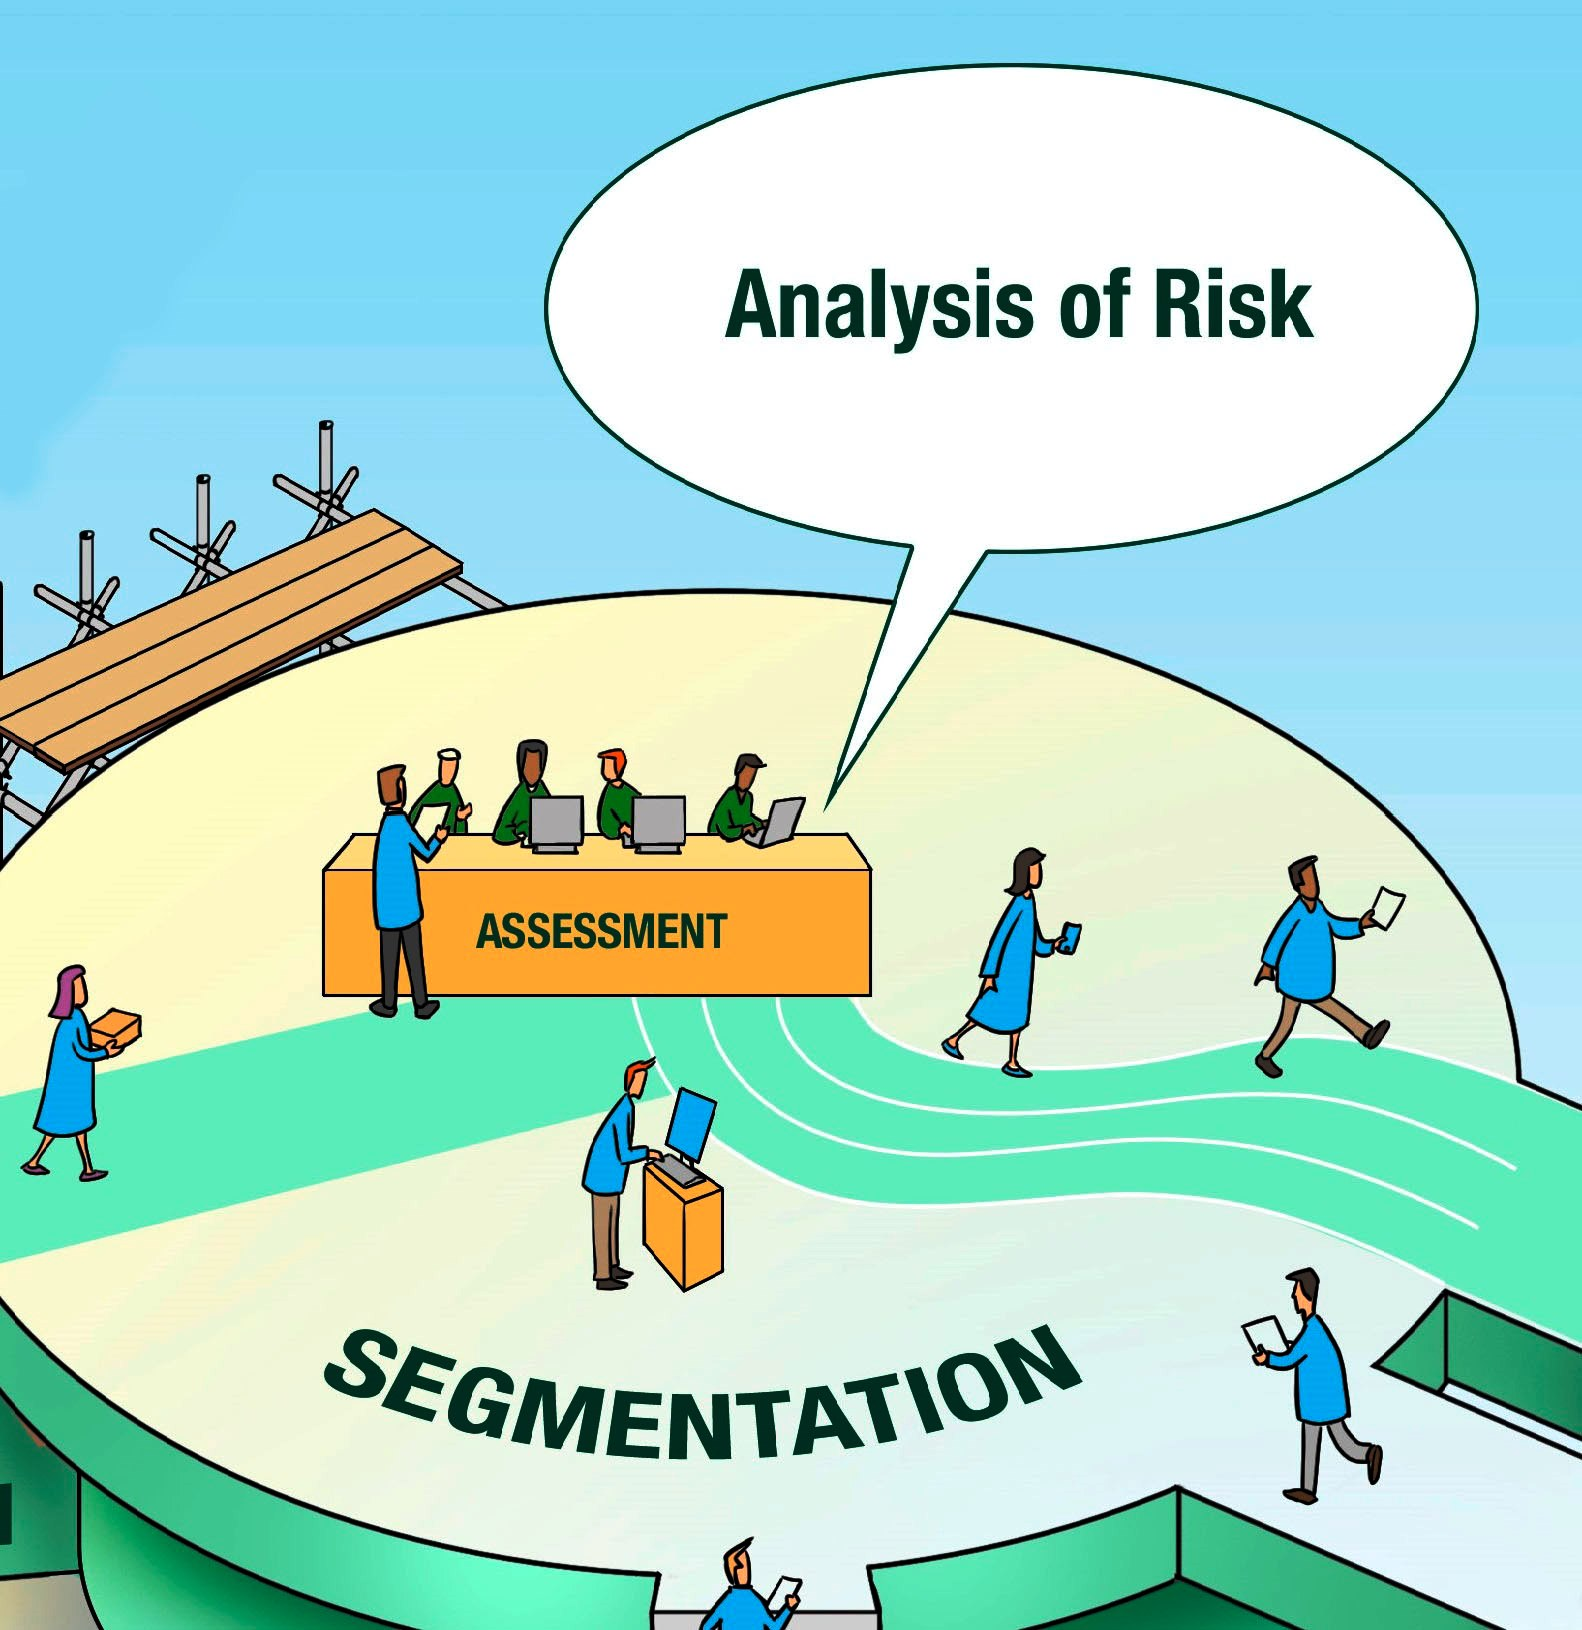 Analysis of Risk
ASSESSMENT
SEGMENTATION